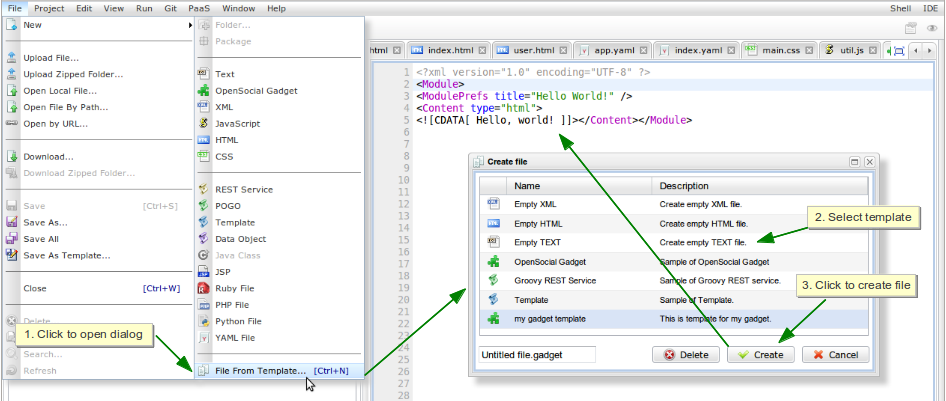 File Project Edit View Run Git PaaS Window Help Shell IDE
New
Upload File...
Upload Zipped Folder...
Open Local File...
Open File By Path...
Open by URL...
Download...
Download Zipped Folder...
Save [Ctrl+S]
Save As...
Save All
Save As Template...
Close [Ctrl+W]
Delete
Search...
Refresh
1. Click to open dialog
Folder...
Package
Text
OpenSocial Gadget
XML
JavaScript
HTML
CSS
REST Service
POGO
Template
Data Object
Java Class
JSP
Ruby File
PHP File
Python File
YAML File
File From Template... [Ctrl+N]
html index.html user.html app.yaml index.yaml main.css util.js
1 <?xml version="1.0" encoding="UTF-8" ?>
2 <Module>
3 <ModulePrefs title="Hello World!" />
4 <Content type="html">
5 <![CDATA[ Hello, world! ]]></Content></Module>
6
7
8
9
10
11
12
13
14
15
16
17
18
19
20
21
22
23
24
25
26
27
28
Create file
Name Description
Empty XML Create empty XML file.
Empty HTML Create empty HTML file.
Empty TEXT Create empty TEXT file.
OpenSocial Gadget Sample of OpenSocial Gadget
Groovy REST Service Sample of Groovy REST service.
Template Sample of Template.
my gadget template This is template for my gadget.
Untitled file.gadget Delete Create Cancel
2. Select template
3. Click to create file